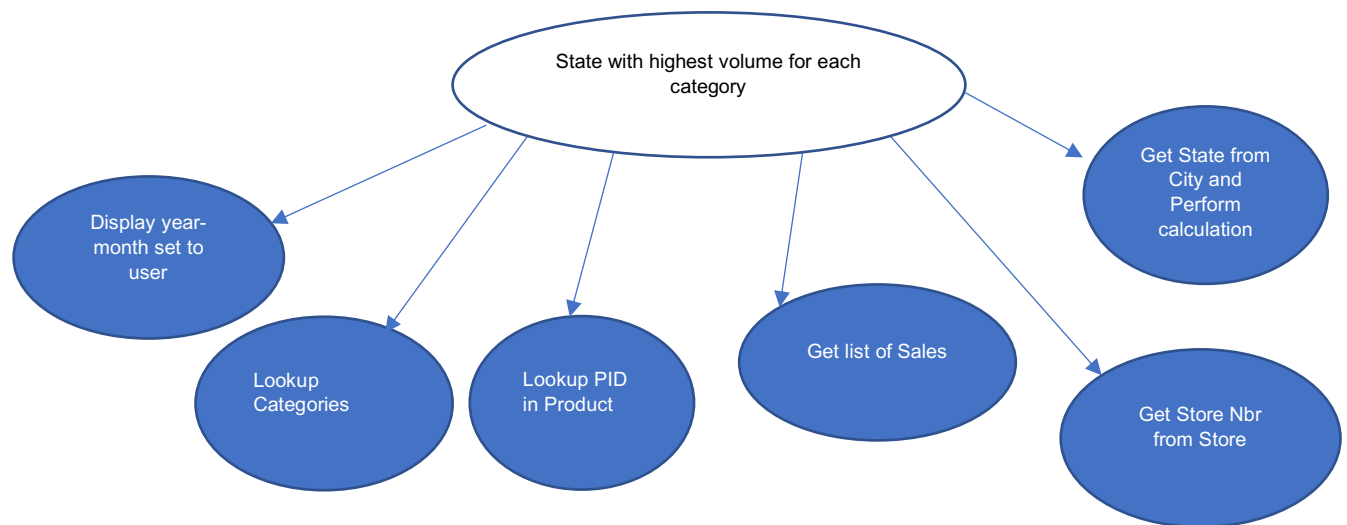 State with highest volume for each
category
Display year-
month set to
user
Lookup
Categories
Lookup PID
in Product
Get list of Sales
Get Store Nbr
from Store
Get State from
City and
Perform
calculation